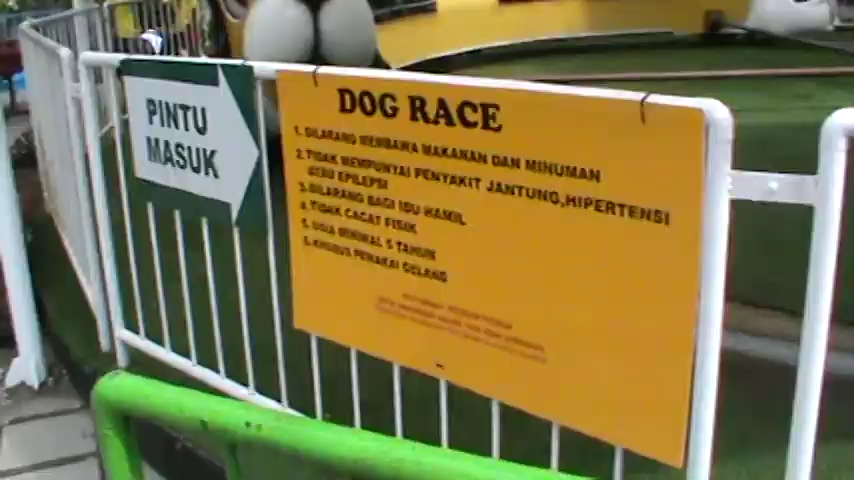 PINTU
MASUK
DOG RACE
1. DILARANG MEMBAWA MAKANAN DAN MINUMAN
2. TIDAK MEMPUNYAI PENYAKIT JANTUNG,HIPERTENSI
ATAU EPILEPSI
3. DILARANG BAGI IBU HAMIL
4. TIDAK CACAT FISIK
5. USIA MINIMAL 5 TAHUN
6. KHUSUS PEMAKAI GELANG